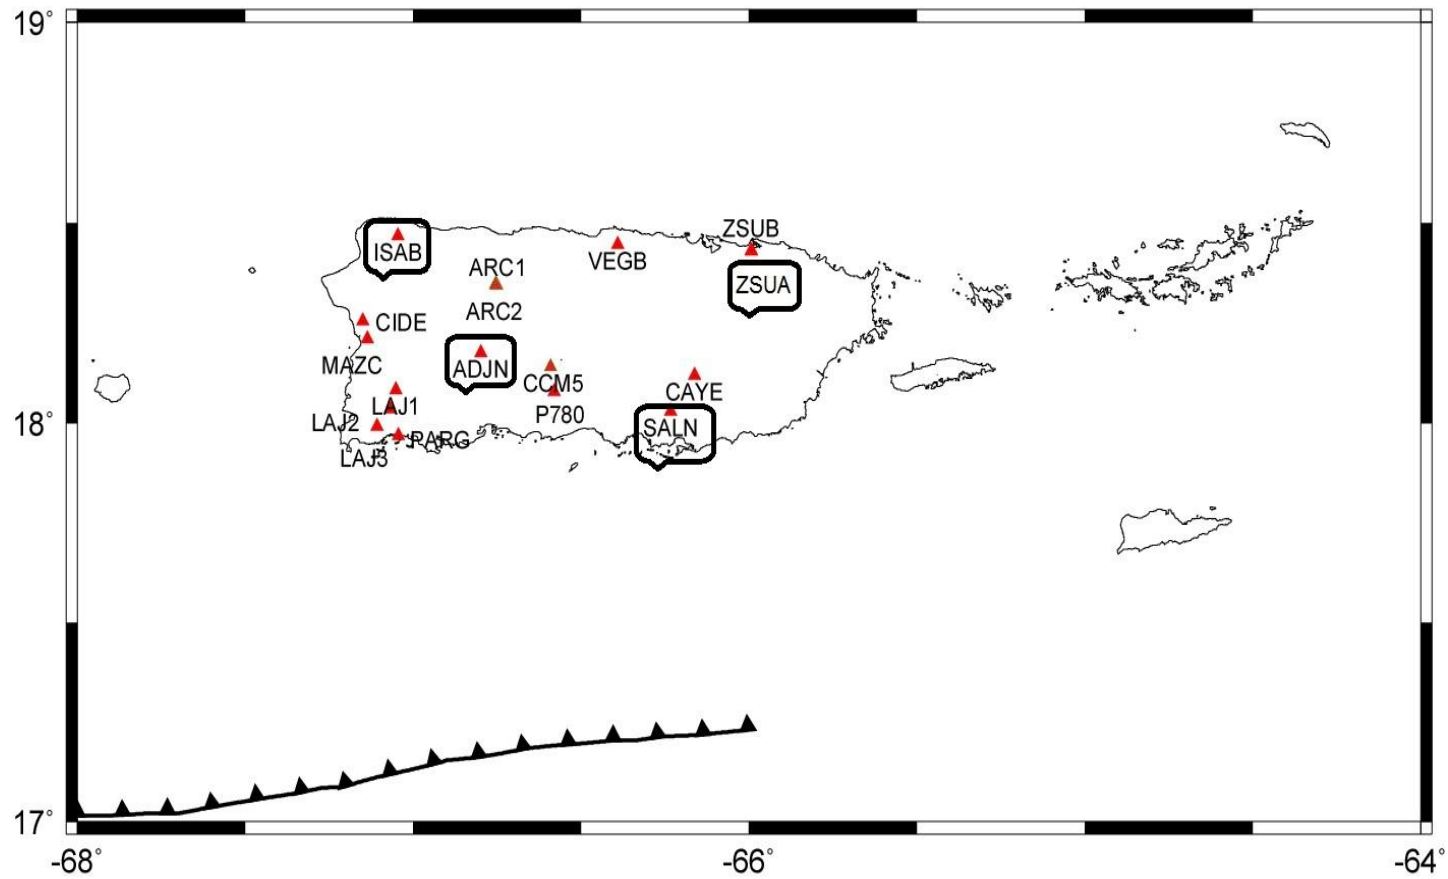 19°
ZSUB
ISAB
VEGB
ARC1
ZSUA
ARC2
CIDE
MAZC
ADJN
CCM5
CAYE
LAJ1
P780
LAJ2
SALN
PARG
LAJ3
18°
17°
-68°
-66°
-64°